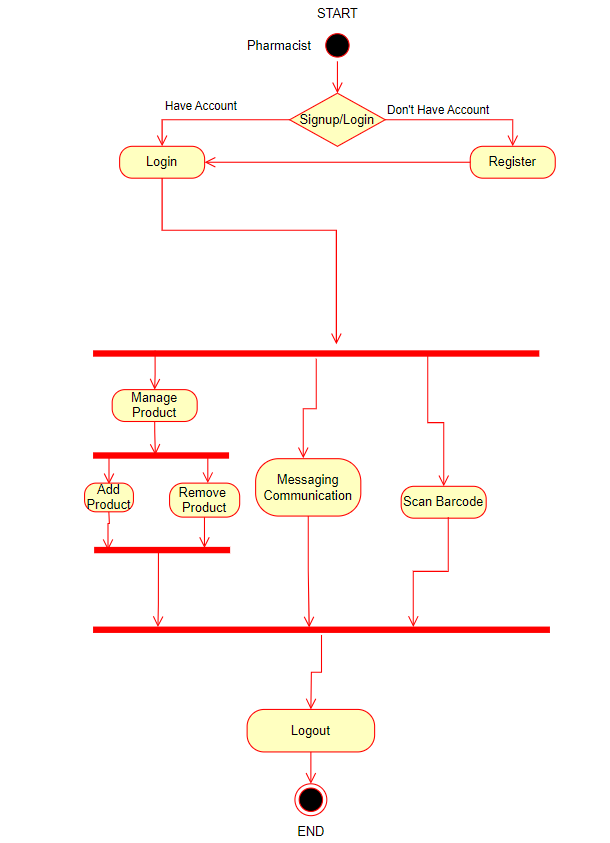 START
Pharmacist
Have Account
Don't Have Account
Signup/Login
Login
Register
Manage
Product
Add
Product
Remove
Product
Messaging
Communication
Scan Barcode
Logout
END